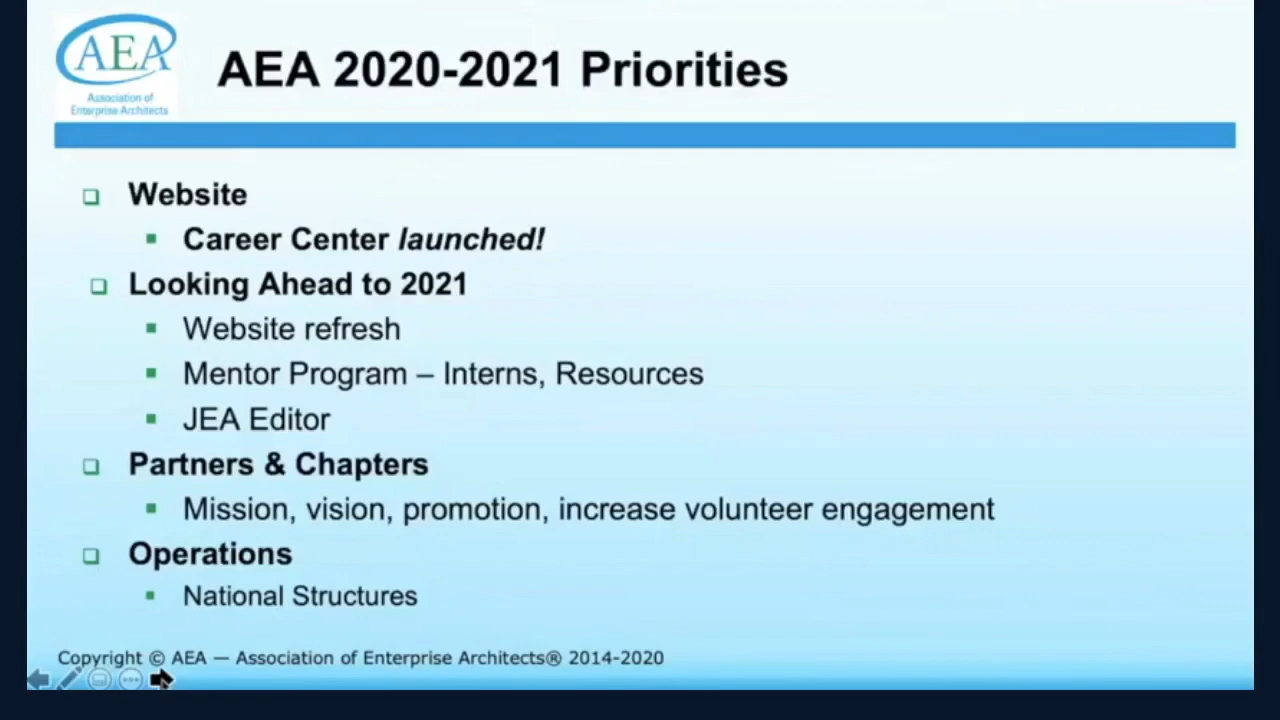 AEA
Association of
Enterprise Architects
AEA 2020-2021 Priorities
Website
Career Center launched!
Looking Ahead to 2021
Website refresh
Mentor Program – Interns, Resources
JEA Editor
Partners & Chapters
Mission, vision, promotion, increase volunteer engagement
Operations
National Structures
Copyright © AEA — Association of Enterprise Architects® 2014-2020